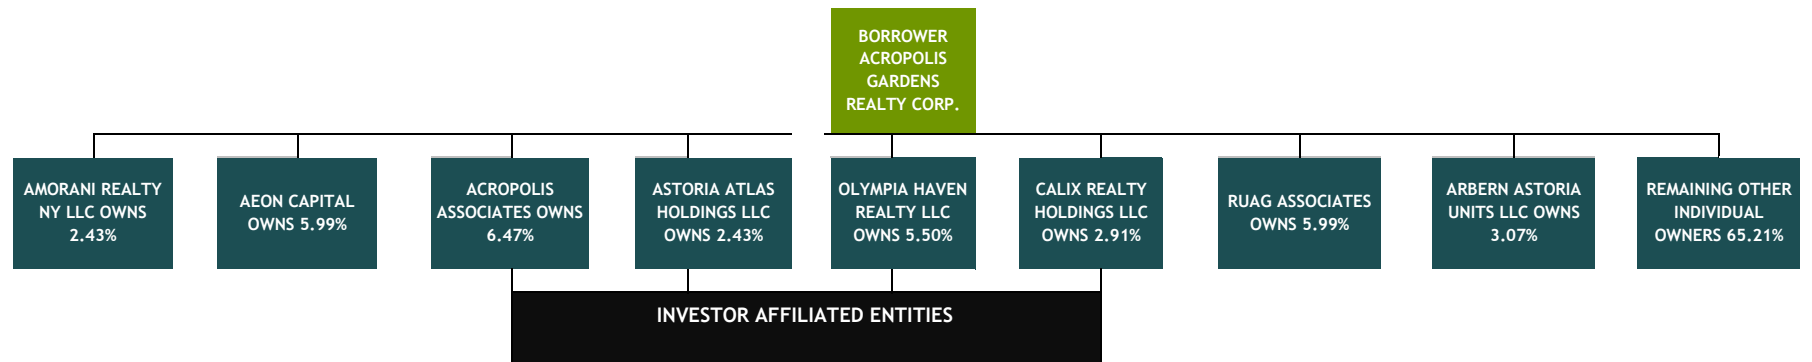 BORROWER
ACROPOLIS
GARDENS
REALTY CORP.
AMORANI REALTY
NY LLC OWNS
2.43%
AEON CAPITAL
OWNS 5.99%
ACROPOLIS
ASSOCIATES OWNS
6.47%
ASTORIA ATLAS
HOLDINGS LLC
OWNS 2.43%
OLYMPIA HAVEN
REALTY LLC
OWNS 5.50%
CALIX REALTY
HOLDINGS LLC
OWNS 2.91%
RUAG ASSOCIATES
OWNS 5.99%
ARBERN ASTORIA
UNITS LLC OWNS
3.07%
REMAINING OTHER
INDIVIDUAL
OWNERS 65.21%
INVESTOR AFFILIATED ENTITIES